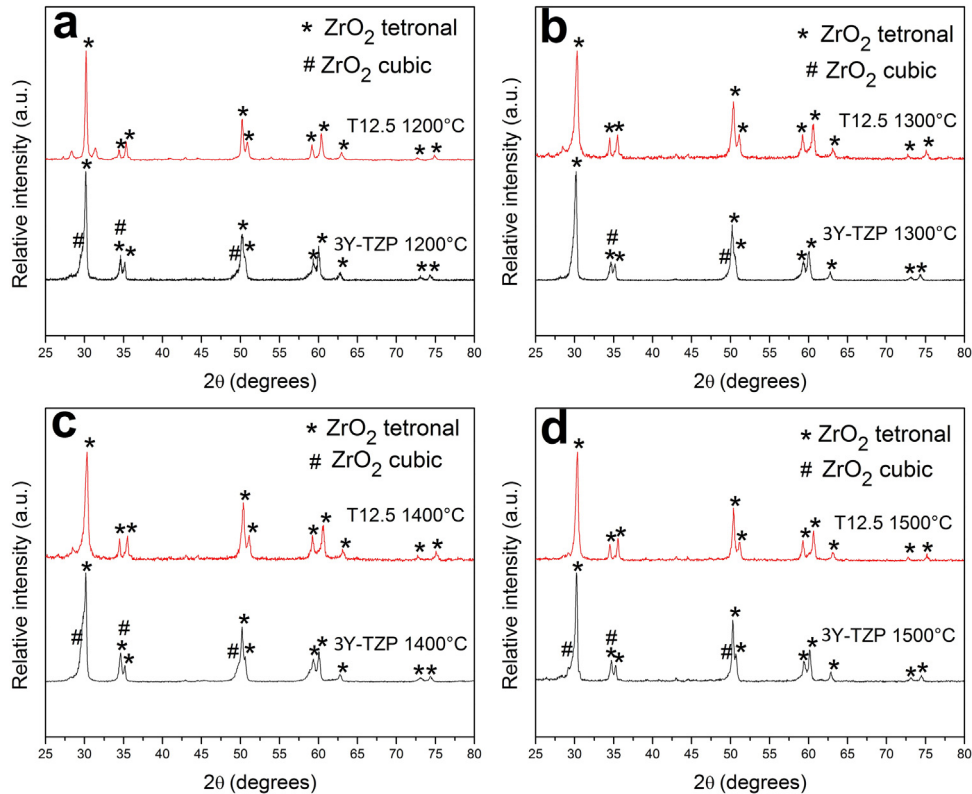 a
* ZrO2 tetronal
# ZrO2 cubic
T12.5 1200°C
3Y-TZP 1200°C
* * * * * * * * * *
# * # * * # * * * * * * *
Relative intensity (a.u.)
25 30 35 40 45 50 55 60 65 70 75 80
2θ (degrees)
b
* ZrO2 tetronal
# ZrO2 cubic
T12.5 1300°C
3Y-TZP 1300°C
* * * * * * * * * *
* # * * # * * * * * * *
Relative intensity (a.u.)
25 30 35 40 45 50 55 60 65 70 75 80
2θ (degrees)
c
* ZrO2 tetronal
# ZrO2 cubic
T12.5 1400°C
3Y-TZP 1400°C
* * * * * * * * * *
# * # * * # * * * * * * *
Relative intensity (a.u.)
25 30 35 40 45 50 55 60 65 70 75 80
2θ (degrees)
d
* ZrO2 tetronal
# ZrO2 cubic
T12.5 1500°C
3Y-TZP 1500°C
* * * * * * * * * *
# * # * * # * * * * * * *
Relative intensity (a.u.)
25 30 35 40 45 50 55 60 65 70 75 80
2θ (degrees)